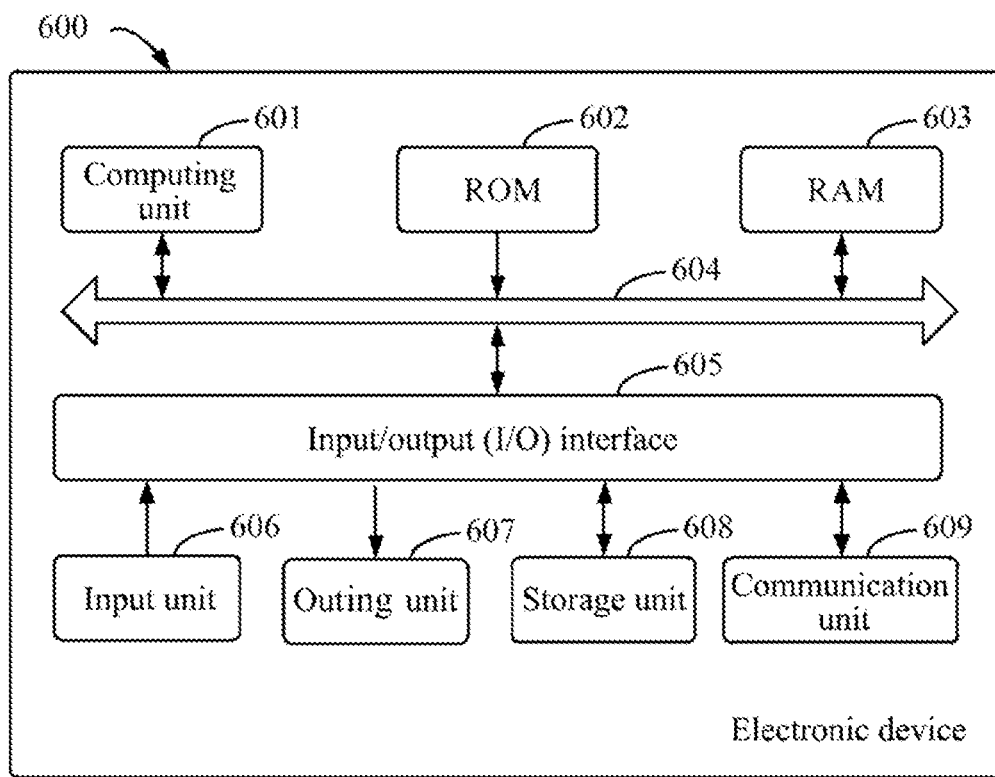 600
601
602
603
Computing
unit
ROM
RAM
604
605
Input/output (I/O) interface
606
607
608
609
Input unit
Outing unit
Storage unit
Communication
unit
Electronic device